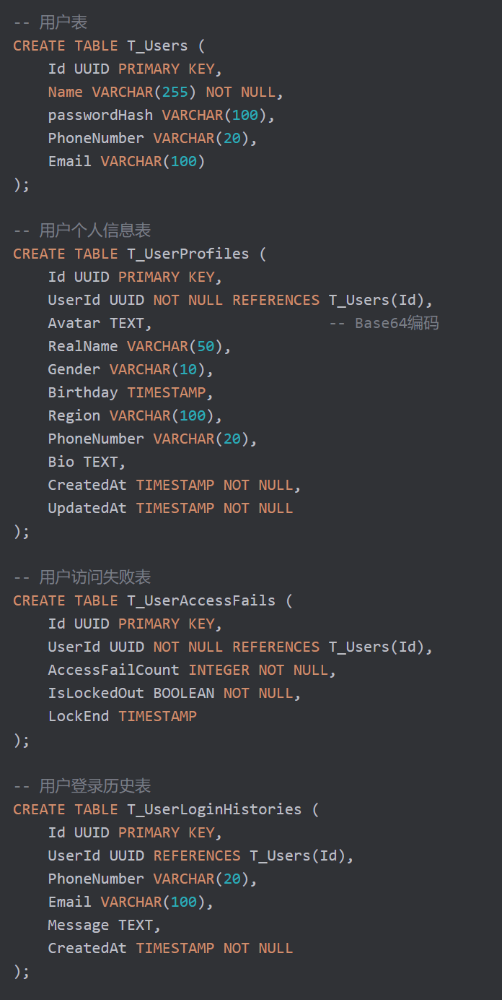 -- 用户表
CREATE TABLE T_Users (
    Id UUID PRIMARY KEY,
    Name VARCHAR(255) NOT NULL,
    passwordHash VARCHAR(100),
    PhoneNumber VARCHAR(20),
    Email VARCHAR(100)
);

-- 用户个人信息表
CREATE TABLE T_UserProfiles (
    Id UUID PRIMARY KEY,
    UserId UUID NOT NULL REFERENCES T_Users(Id),
    Avatar TEXT,                    -- Base64编码
    RealName VARCHAR(50),
    Gender VARCHAR(10),
    Birthday TIMESTAMP,
    Region VARCHAR(100),
    PhoneNumber VARCHAR(20),
    Bio TEXT,
    CreatedAt TIMESTAMP NOT NULL,
    UpdatedAt TIMESTAMP NOT NULL
);

-- 用户访问失败表
CREATE TABLE T_UserAccessFails (
    Id UUID PRIMARY KEY,
    UserId UUID NOT NULL REFERENCES T_Users(Id),
    AccessFailCount INTEGER NOT NULL,
    IsLockedOut BOOLEAN NOT NULL,
    LockEnd TIMESTAMP
);

-- 用户登录历史表
CREATE TABLE T_UserLoginHistories (
    Id UUID PRIMARY KEY,
    UserId UUID REFERENCES T_Users(Id),
    PhoneNumber VARCHAR(20),
    Email VARCHAR(100),
    Message TEXT,
    CreatedAt TIMESTAMP NOT NULL
);